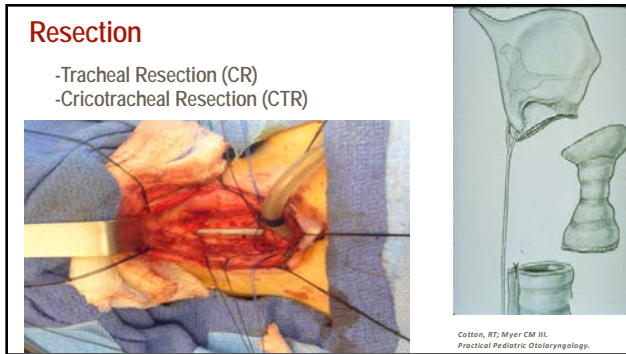 Resection
-Tracheal Resection (CR)
-Cricotracheal Resection (CTR)
Cotton, RT; Myer CM III.
Practical Pediatric Otolaryngology.